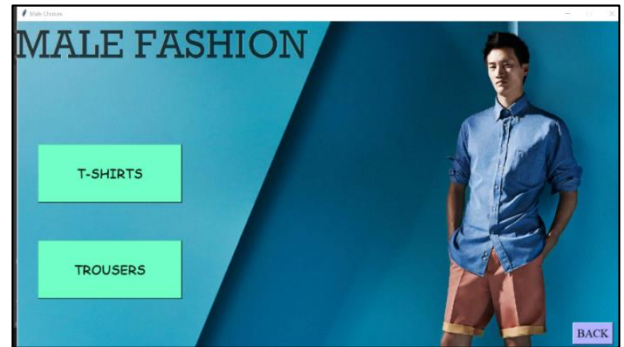 Male Choices
MALE FASHION
T-SHIRTS
TROUSERS
BACK